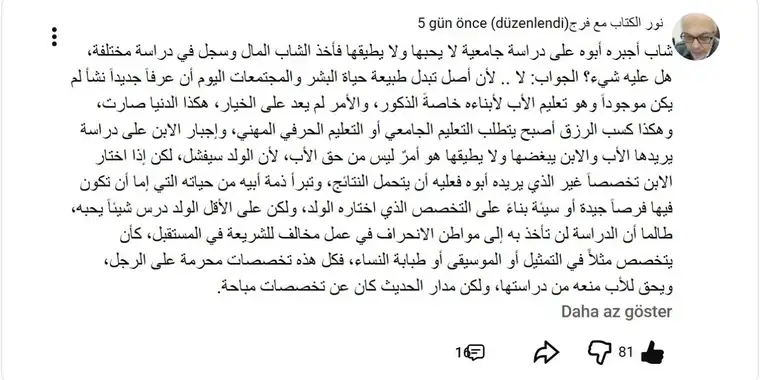 نور الكتاب مع فرج(düzenlendi) 5 gün önce
شاب أجبره أبوه على دراسة جامعية لا يحبها ولا يطيقها فأخذ الشاب المال وسجل في دراسة مختلفة،
هل عليه شيء؟ الجواب: لا .. لأن أصل تبدل طبيعة حياة البشر والمجتمعات اليوم أن عرفاً جديداً نشأ لم
يكن موجوداً وهو تعليم الأب لأبناءه خاصةً الذكور، والأمر لم يعد على الخيار، هكذا الدنيا صارت،
وهكذا كسب الرزق أصبح يتطلب التعليم الجامعي أو التعليم الحرفي المهني، وإجبار الابن على دراسة
يريدها الأب والابن يبغضها ولا يطيقها هو أمرٌ ليس من حق الأب، لأن الولد سيفشل، لكن إذا اختار
الابن تخصصاً غير الذي يريده أبوه فعليه أن يتحمل النتائج، وتبرأ ذمة أبيه من حياته التي إما أن تكون
فيها فرصاً جيدة أو سيئة بناءً على التخصص الذي اختاره الولد، ولكن على الأقل الولد درس شيئاً يحبه،
طالما أن الدراسة لن تأخذ به إلى مواطن الانحراف في عمل مخالف للشريعة في المستقبل، كأن
يتخصص مثلاً في التمثيل أو الموسيقى أو طبابة النساء، فكل هذه تخصصات محرمة على الرجل،
ويحق للأب منعه من دراستها، ولكن مدار الحديث كان عن تخصصات مباحة.
Daha az göster
81
16